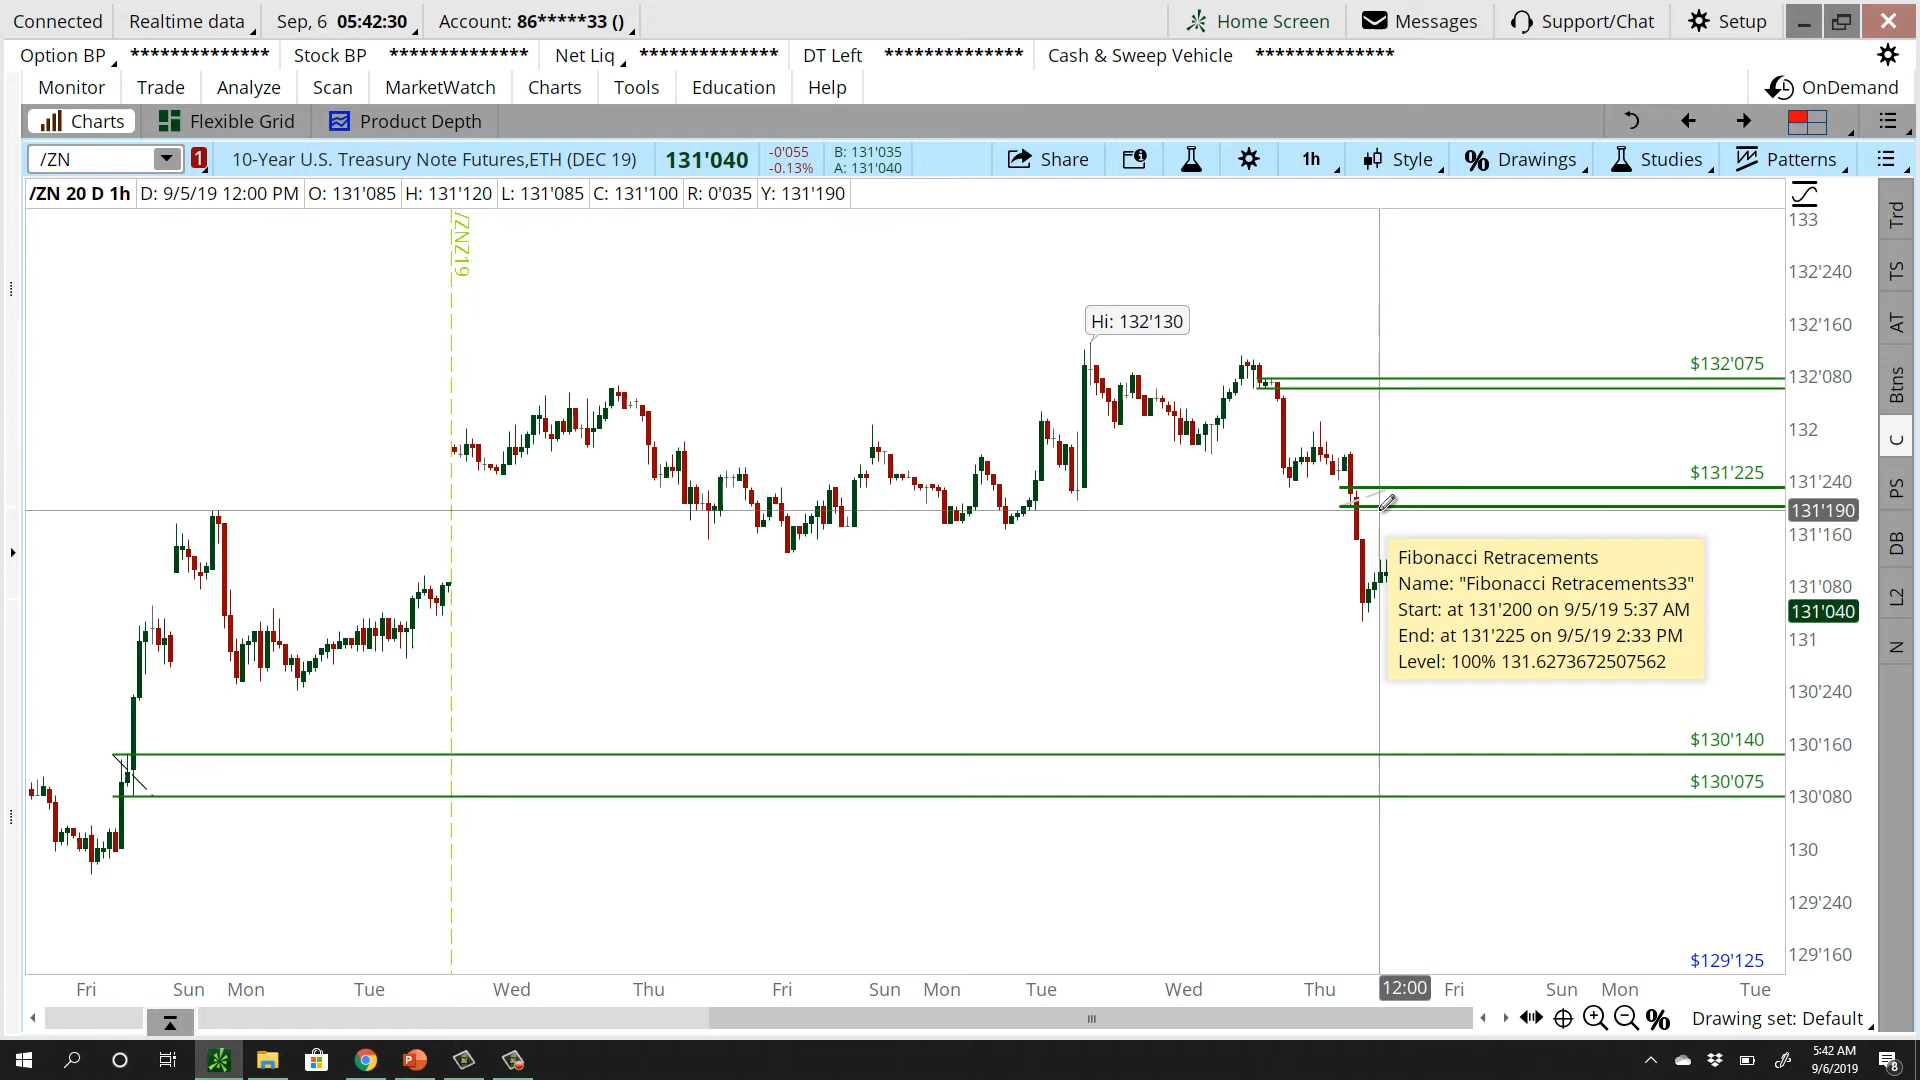 Connected Realtime data Sep, 6 05:42:30 Account: 86*****33 () Home Screen Messages Support/Chat Setup
Option BP ************** Stock BP ************** Net Liq ************** DT Left ************** Cash & Sweep Vehicle **************
Monitor Trade Analyze Scan MarketWatch Charts Tools Education Help OnDemand
Charts Flexible Grid Product Depth
/ZN 1 10-Year U.S. Treasury Note Futures,ETH (DEC 19) 131'040 -0'055 B: 131'035 Share 1h Style Drawings Studies Patterns
-0.13% A: 131'040
/ZN 20 D 1h D: 9/5/19 12:00 PM O: 131'085 H: 131'120 L: 131'085 C: 131'100 R: 0'035 Y: 131'190
/ZNZ19
Hi: 132'130
$132'075
$131'225
Fibonacci Retracements
Name: "Fibonacci Retracements33"
Start: at 131'200 on 9/5/19 5:37 AM
End: at 131'225 on 9/5/19 2:33 PM
Level: 100% 131.6273672507562
$130'140
$130'075
$129'125
133
132'240
132'160
132'080
132
131'240
131'190
131'160
131'080
131'040
131
130'240
130'160
130'080
130
129'240
129'160
Trd
TS
AT
Btns
C
PS
DB
L2
N
Fri Sun Mon Tue Wed Thu Fri Sun Mon Tue Wed Thu 12:00 Fri Sun Mon Tue
Drawing set: Default
5:42 AM
9/6/2019
8